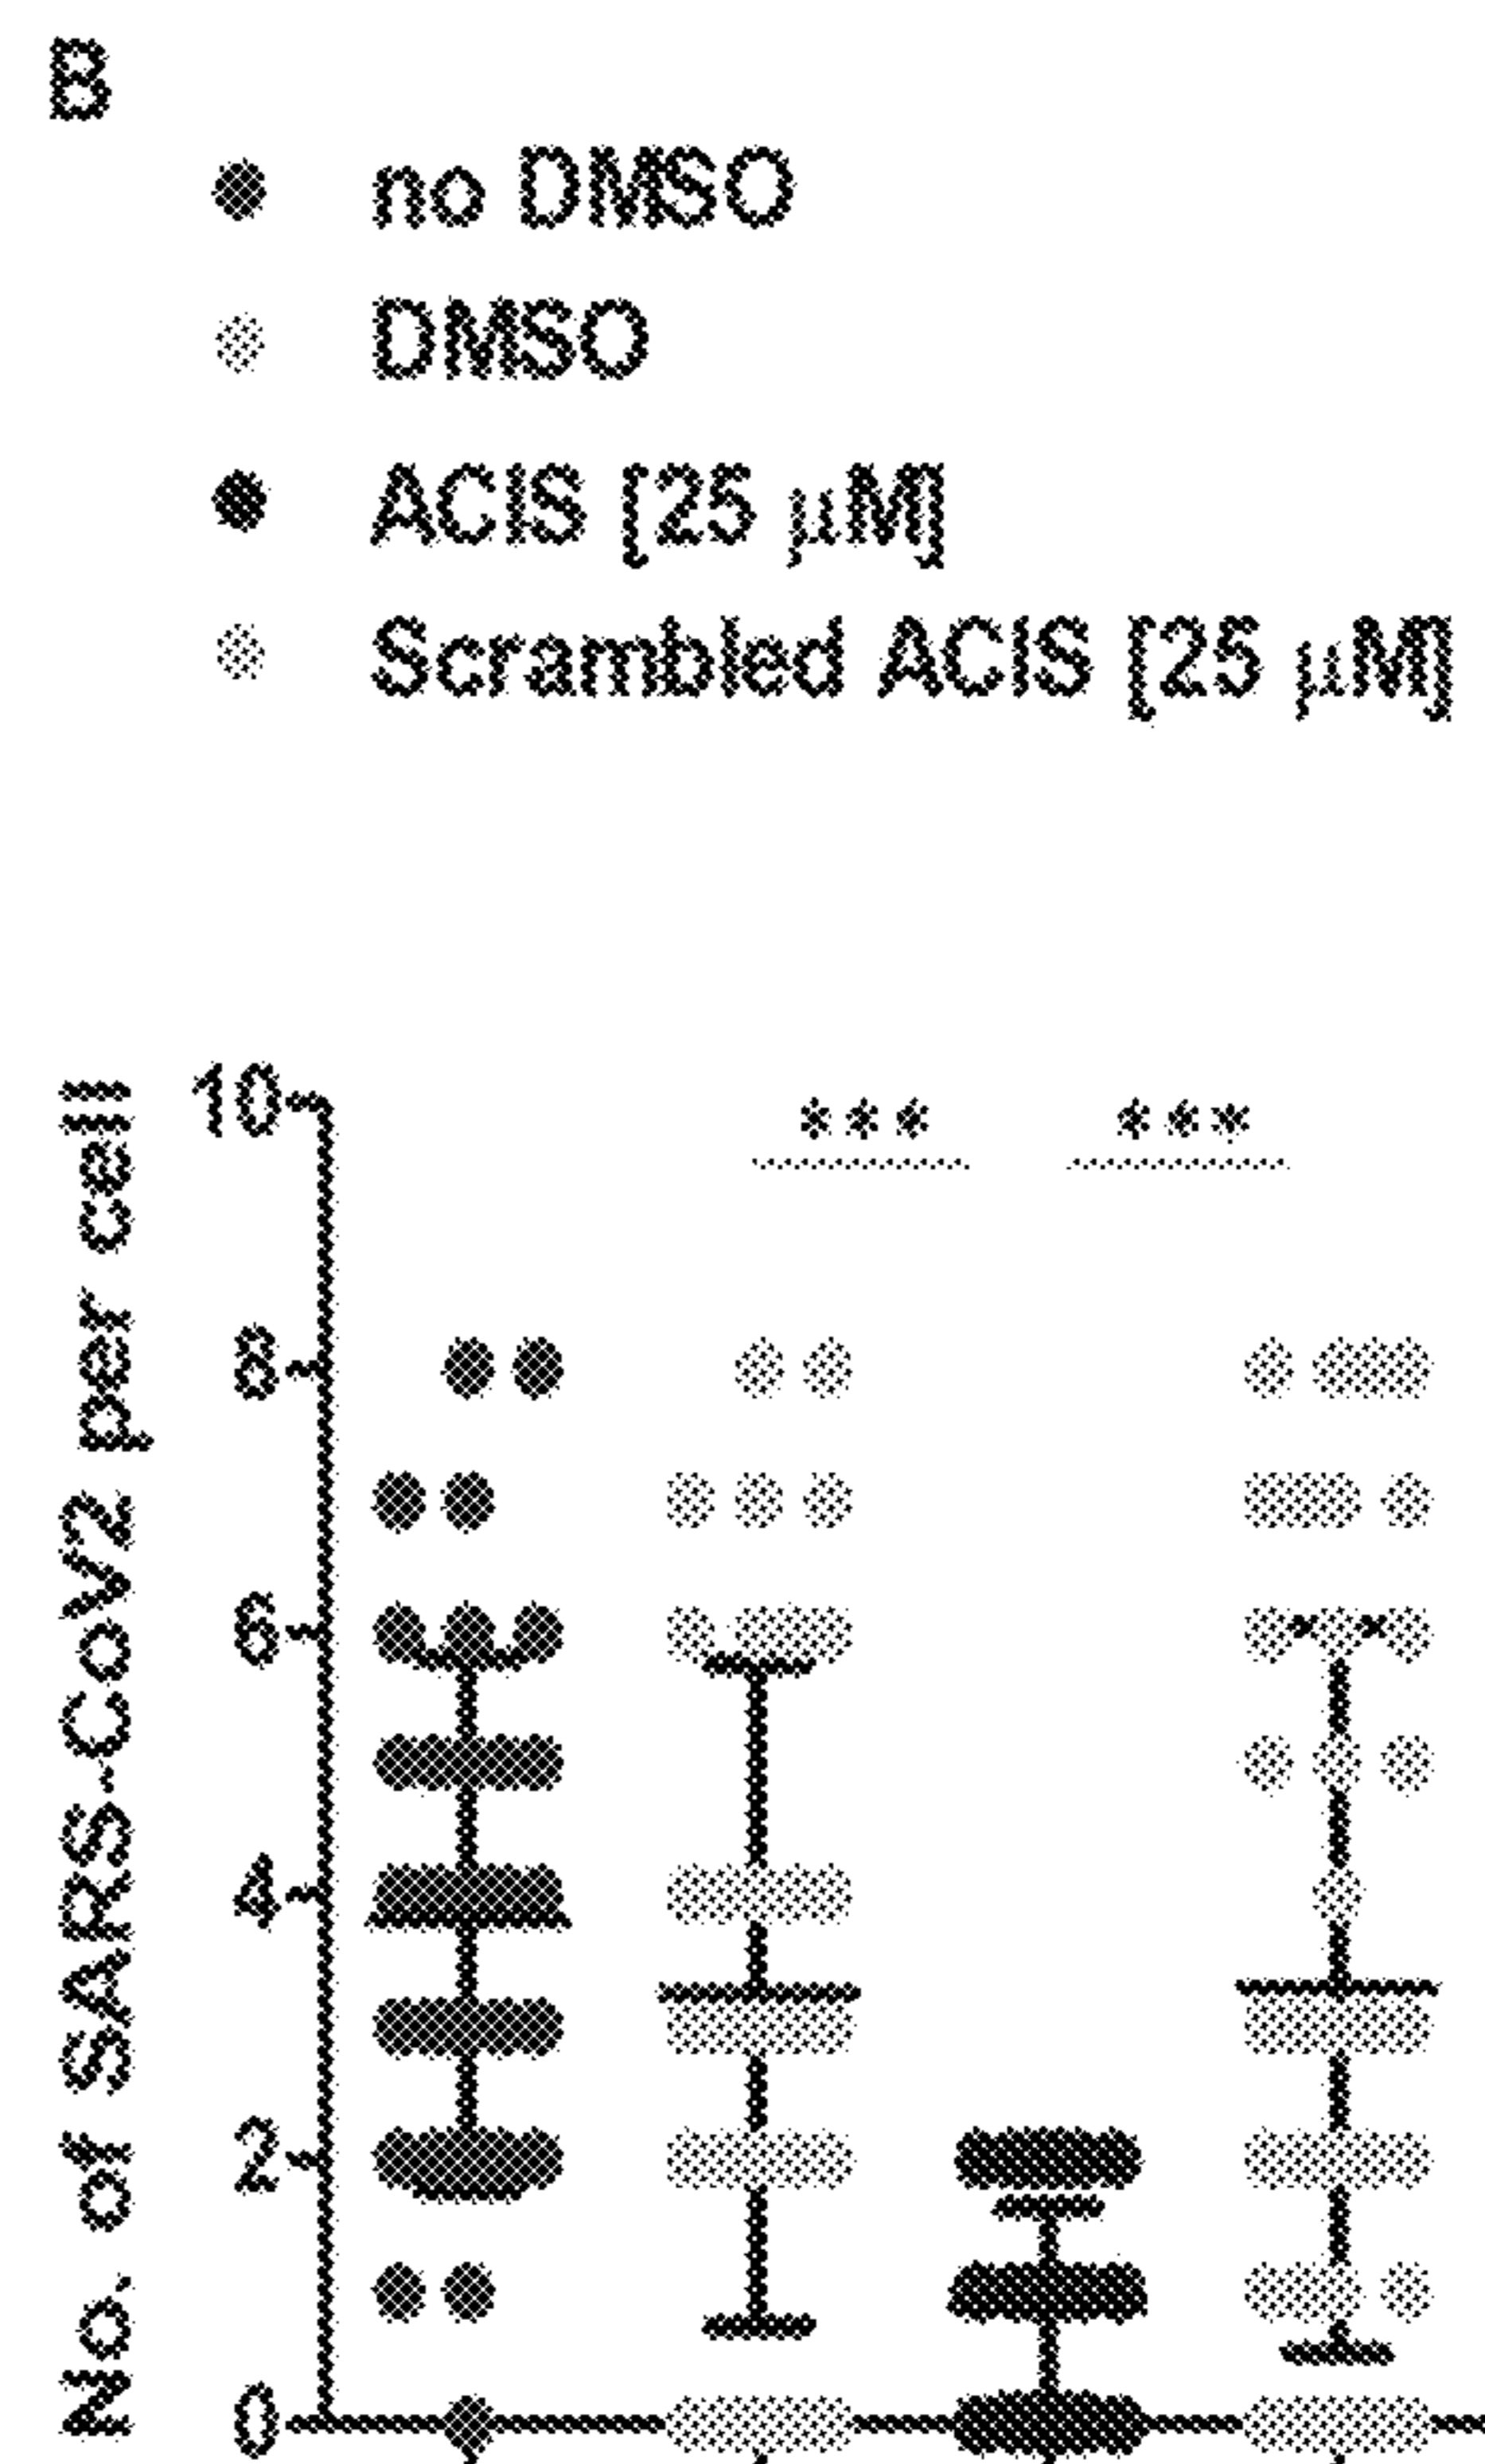 B
no DMSO
DMSO
ACIS [25 μM]
Scrambled ACIS [25 μM]
No. of SARS-CoV2 per cell
10
*** ***
8
6
4
2
0